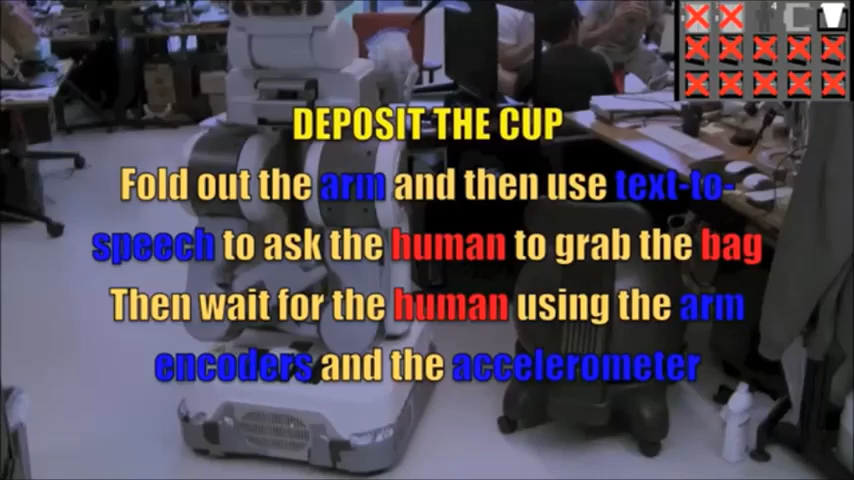 4
DEPOSIT THE CUP
Fold out the arm and then use text-to-
speech to ask the human to grab the bag
Then wait for the human using the arm
encoders and the accelerometer